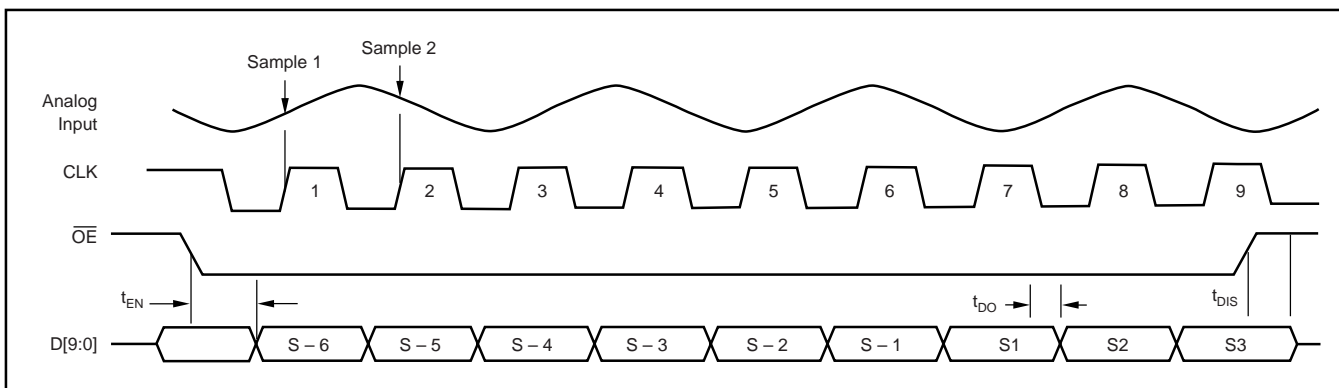 Sample 1
Sample 2
Analog
Input
CLK
1 2 3 4 5 6 7 8 9
OE
tEN
tDO
tDIS
D[9:0]
S – 6 S – 5 S – 4 S – 3 S – 2 S – 1 S1 S2 S3